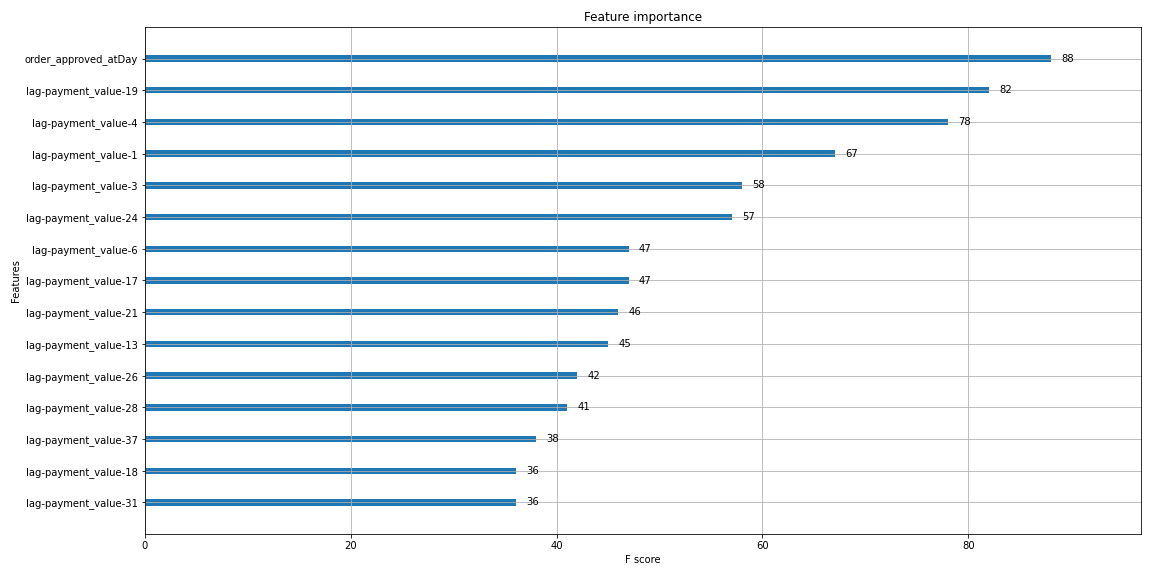 Feature importance
order_approved_atDay 88
lag-payment_value-19 82
lag-payment_value-4 78
lag-payment_value-1 67
lag-payment_value-3 58
lag-payment_value-24 57
lag-payment_value-6 47
lag-payment_value-17 47
lag-payment_value-21 46
lag-payment_value-13 45
lag-payment_value-26 42
lag-payment_value-28 41
lag-payment_value-37 38
lag-payment_value-18 36
lag-payment_value-31 36
Features
0 20 40 60 80
F score